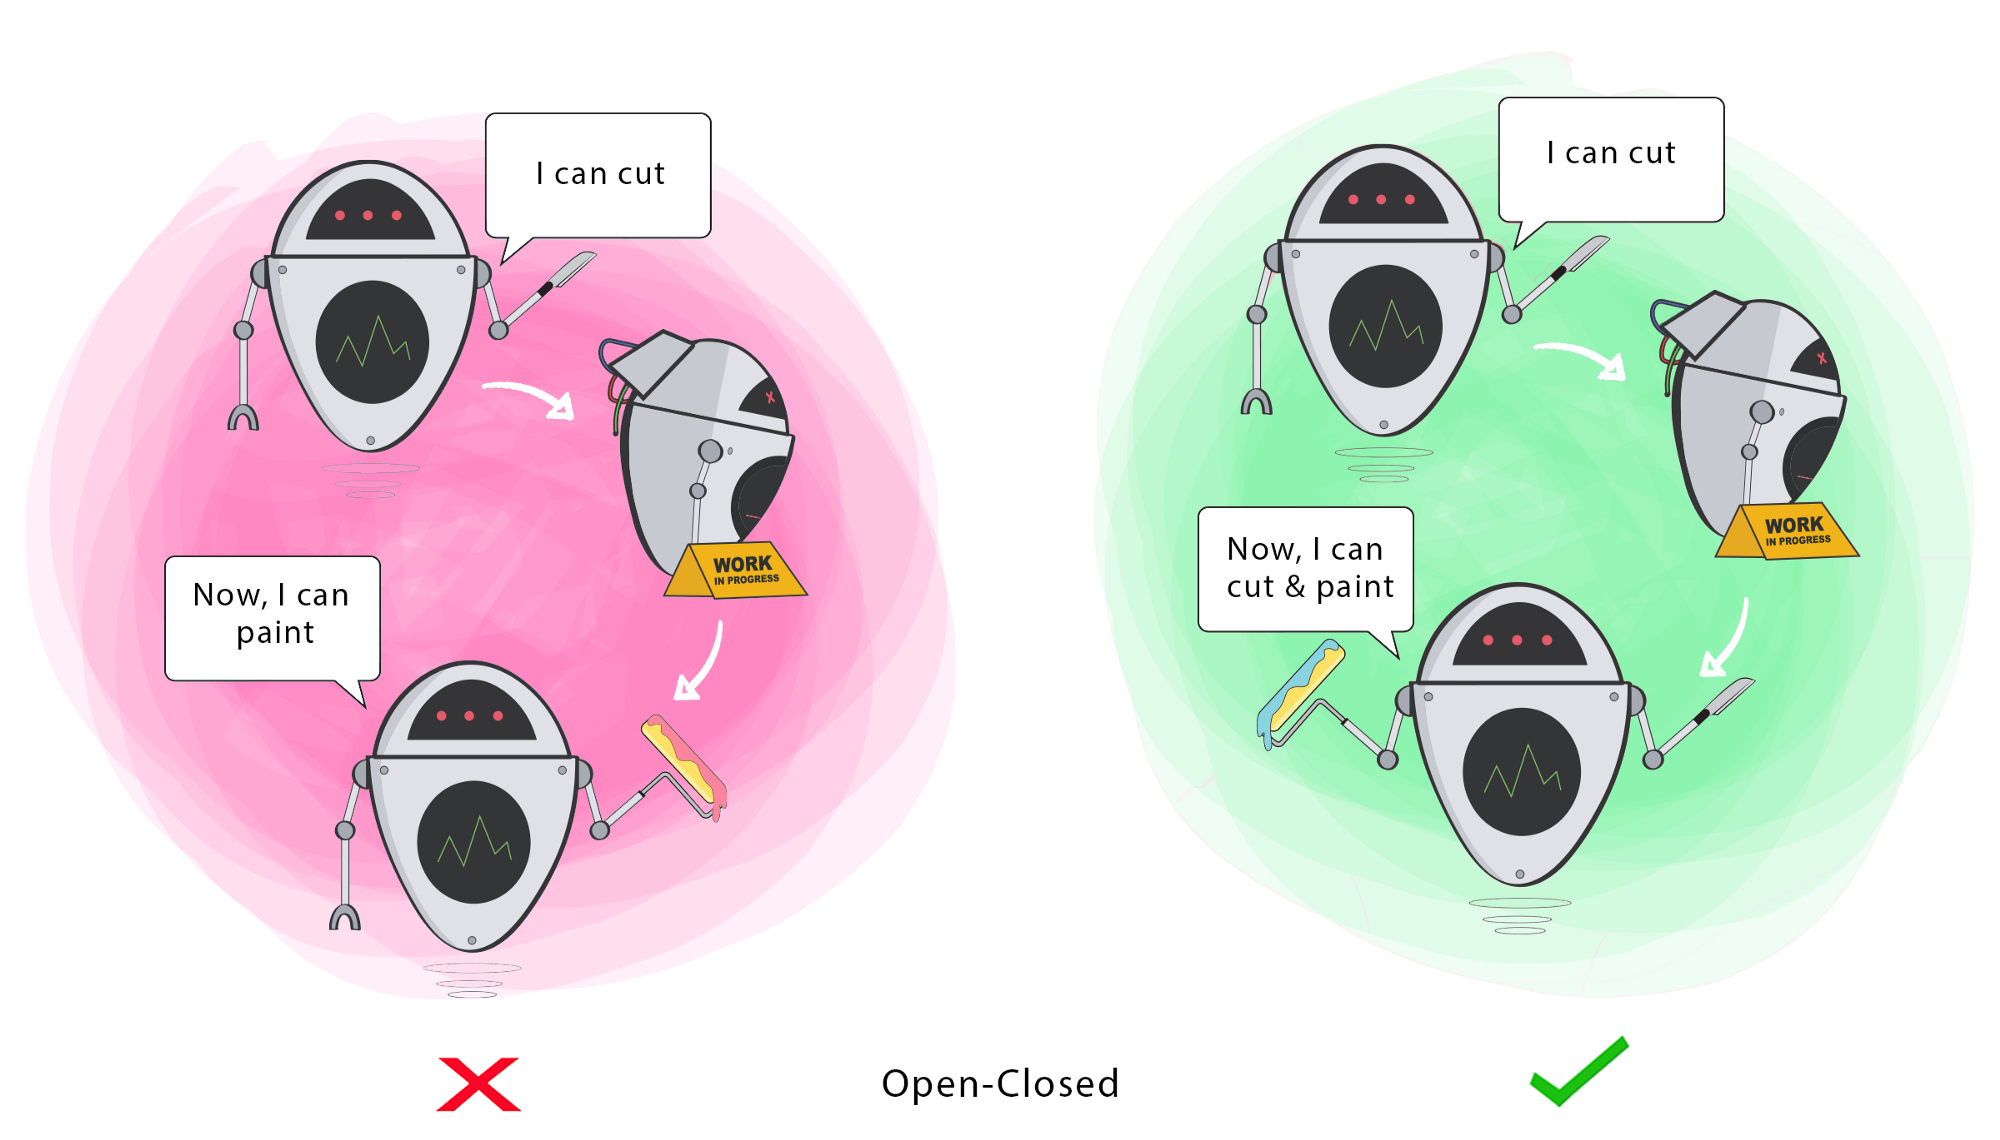 I can cut
WORK
IN PROGRESS
Now, I can
paint
I can cut
WORK
IN PROGRESS
Now, I can
cut & paint
Open-Closed